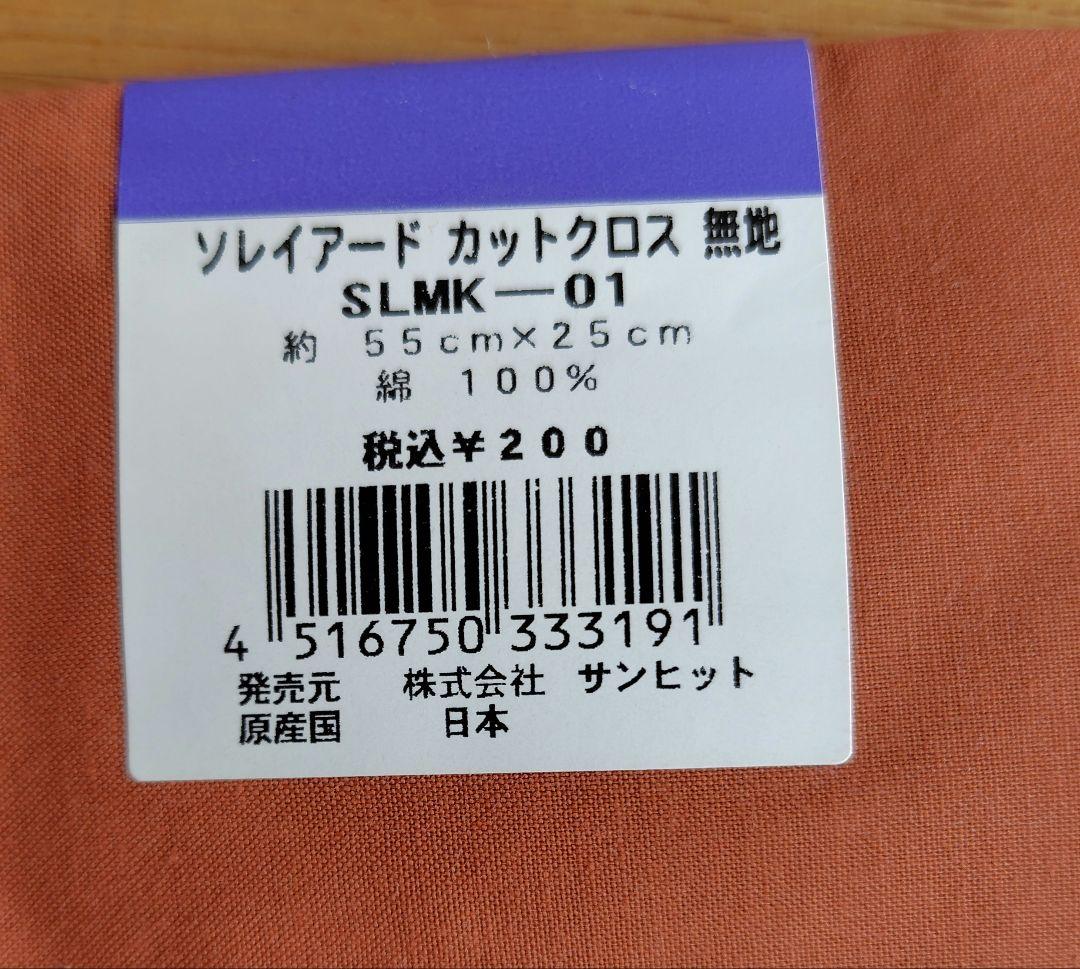 ソレイアード カットクロス 無地
SLMK—01
約 55cm×25cm
綿 100%
税込¥200
4 516750 333191
発売元 株式会社 サンヒット
原産国 日本